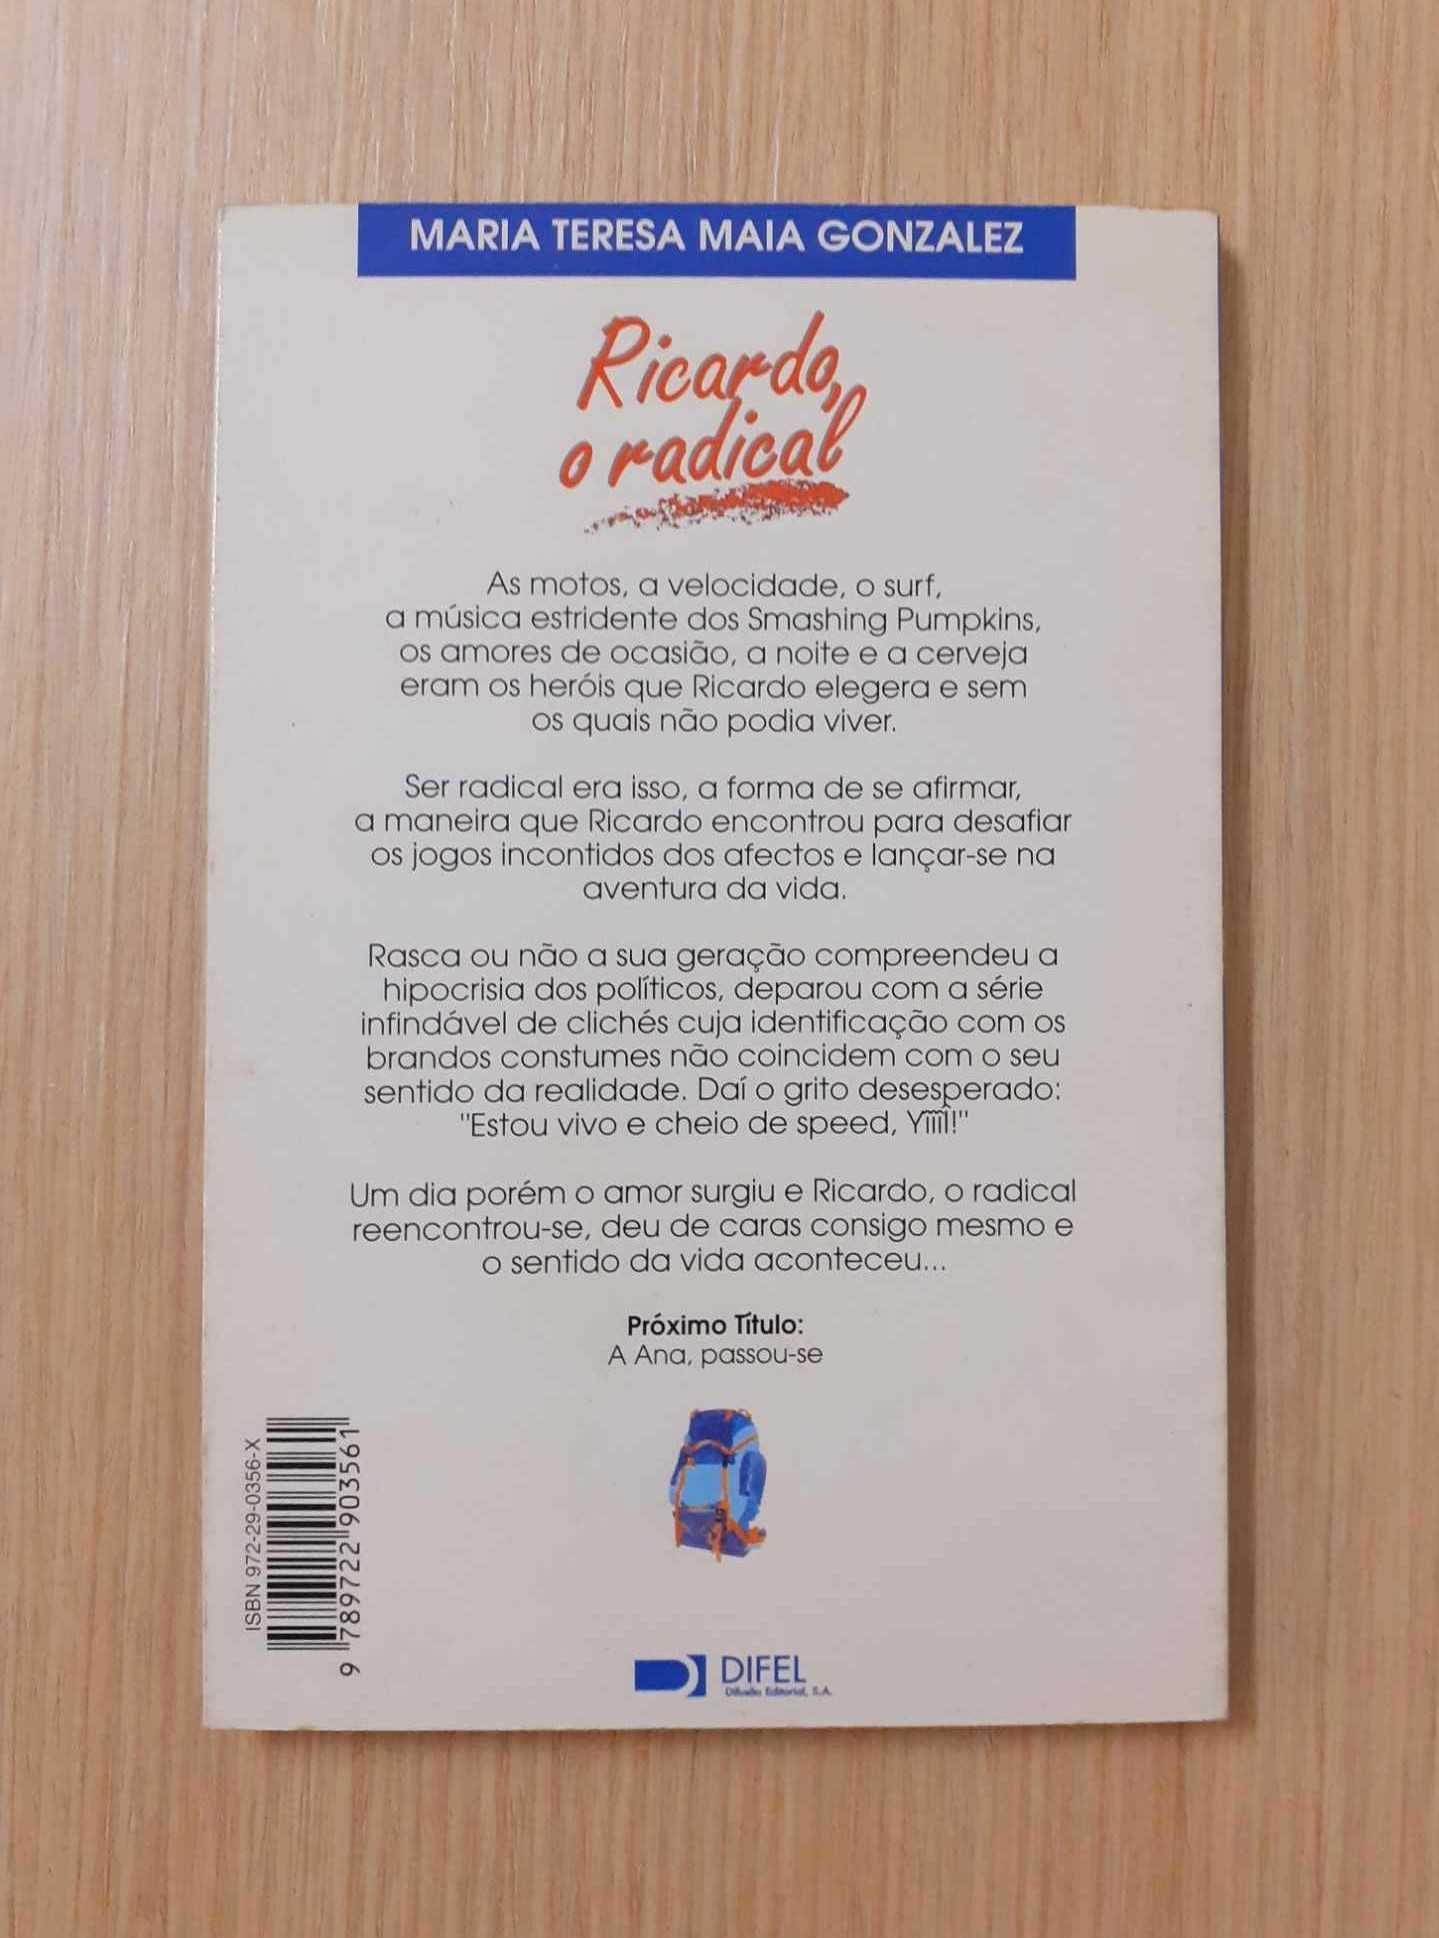 MARIA TERESA MAIA GONZALEZ
Ricardo,
o radical
As motos, a velocidade, o surf,
a música estridente dos Smashing Pumpkins,
os amores de ocasião, a noite e a cerveja
eram os heróis que Ricardo elegera e sem
os quais não podia viver.
Ser radical era isso, a forma de se afirmar,
a maneira que Ricardo encontrou para desafiar
os jogos incontidos dos afectos e lançar-se na
aventura da vida.
Rasca ou não a sua geração compreendeu a
hipocrisia dos políticos, deparou com a série
infindável de clichés cuja identificação com os
brandos constumes não coincidem com o seu
sentido da realidade. Daí o grito desesperado:
"Estou vivo e cheio de speed, YîîîÎ!"
Um dia porém o amor surgiu e Ricardo, o radical
reencontrou-se, deu de caras consigo mesmo e
o sentido da vida aconteceu...
Próximo Título:
A Ana, passou-se
ISBN 972-29-0356-X
9 789722 903561
DIFEL
Difusão Editorial, S.A.